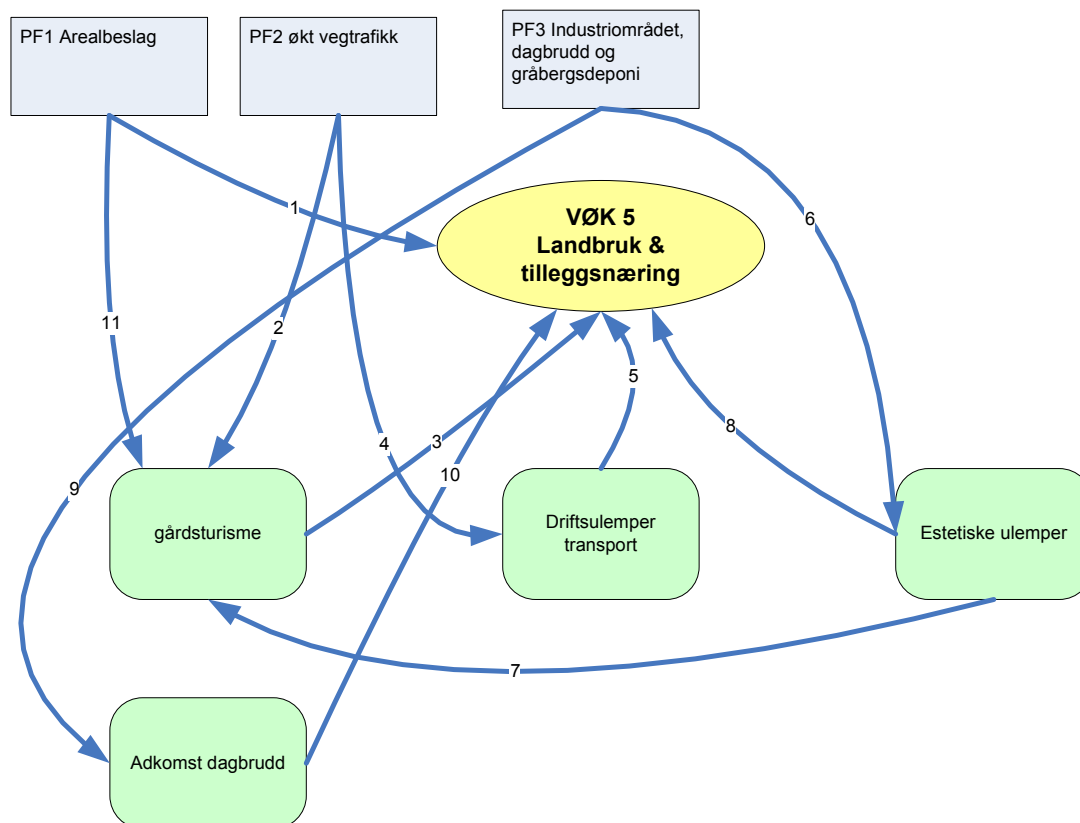 PF1 Arealbeslag
PF2 økt vegtrafikk
PF3 Industriområdet,
dagbrudd og
gråbergsdeponi
1
6
VØK 5
Landbruk &
tilleggsnæring
11
2
5
8
4
3
10
9
gårdsturisme
Driftsulemper
transport
Estetiske ulemper
7
Adkomst dagbrudd